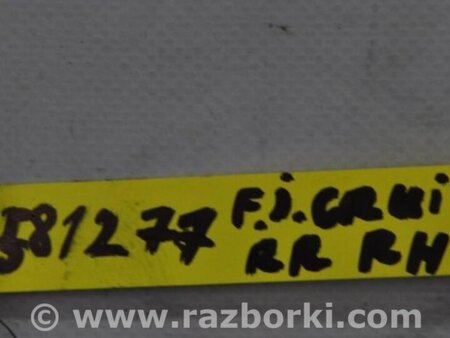 581277 F.J.CRUI
RR RH
© www.razborki.com